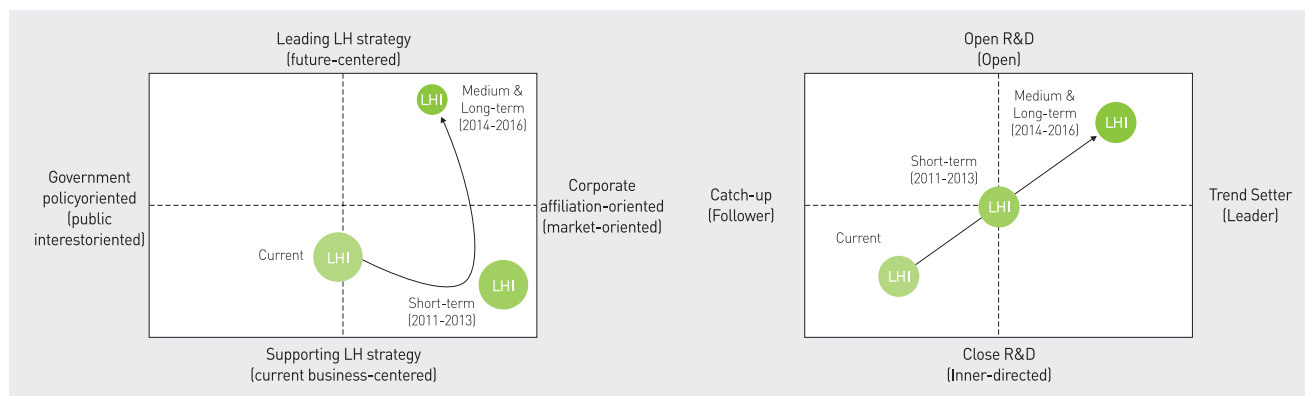 Leading LH strategy
(future-centered)
LHI
Medium &
Long-term
(2014-2016)
Government
policyoriented
(public
interestoriented)
Corporate
affiliation-oriented
(market-oriented)
Current
LHI
LHI
Short-term
(2011-2013)
Supporting LH strategy
(current business-centered)
Open R&D
(Open)
Medium &
Long-term
(2014-2016)
LHI
Short-term
(2011-2013)
LHI
Catch-up
(Follower)
Trend Setter
(Leader)
Current
LHI
Close R&D
(Inner-directed)